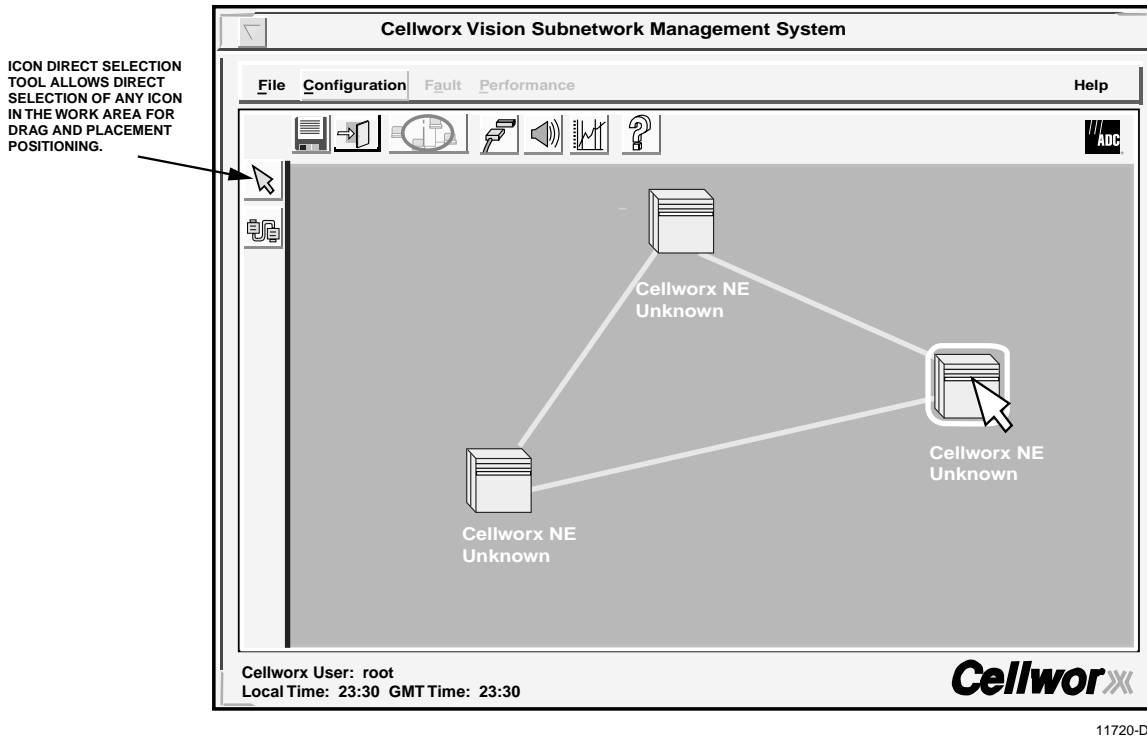 Cellworx Vision Subnetwork Management System
ICON DIRECT SELECTION
TOOL ALLOWS DIRECT
SELECTION OF ANY ICON
IN THE WORK AREA FOR
DRAG AND PLACEMENT
POSITIONING.
File Configuration Fault Performance Help
ADC
Cellworx NE
Unknown
Cellworx NE
Unknown
Cellworx NE
Unknown
Cellworx User: root
Local Time: 23:30 GMT Time: 23:30
Cellworx
11720-D